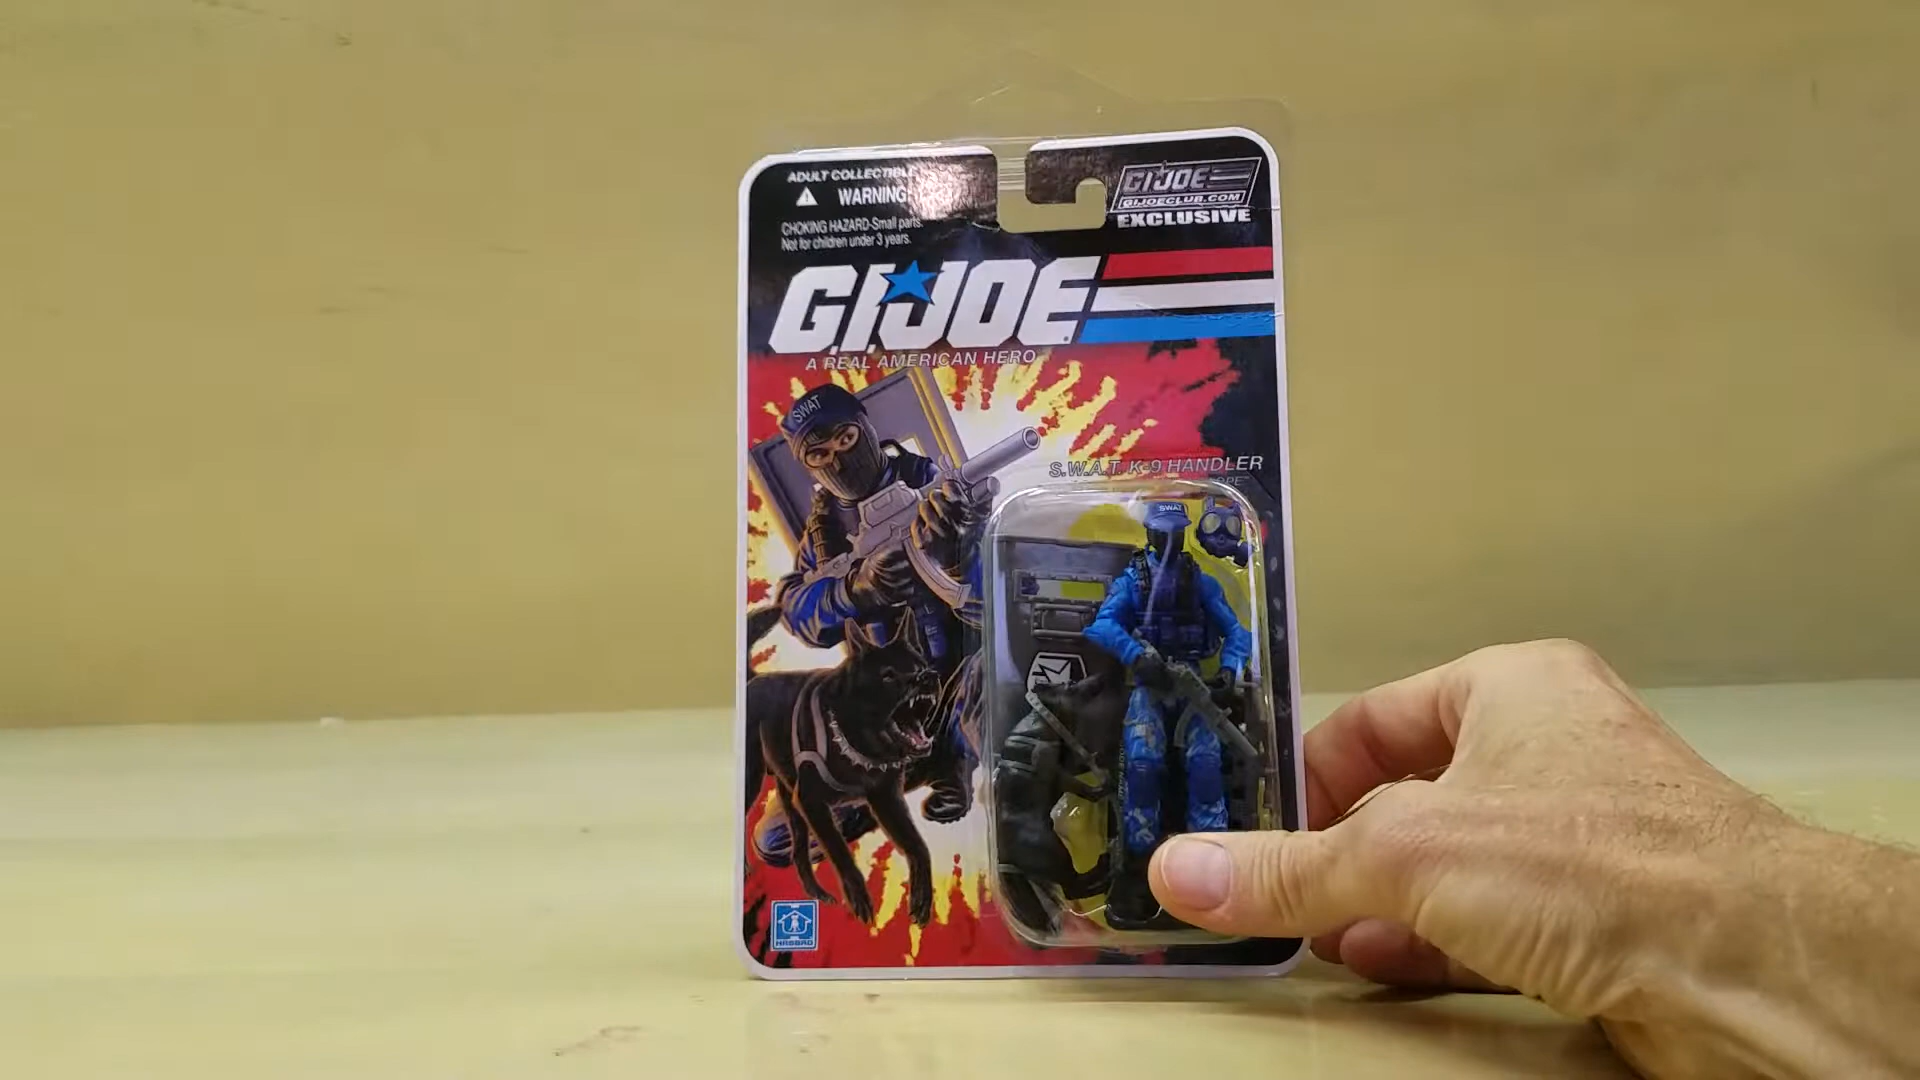 ADULT COLLECTIBLE
WARNING:
CHOKING HAZARD-Small parts.
Not for children under 3 years.
GIJOE
GIJOECLUB.COM
EXCLUSIVE
G.I.JOE
A REAL AMERICAN HERO
SWAT
S.W.A.T. K-9 HANDLER
SWAT
HASBRO